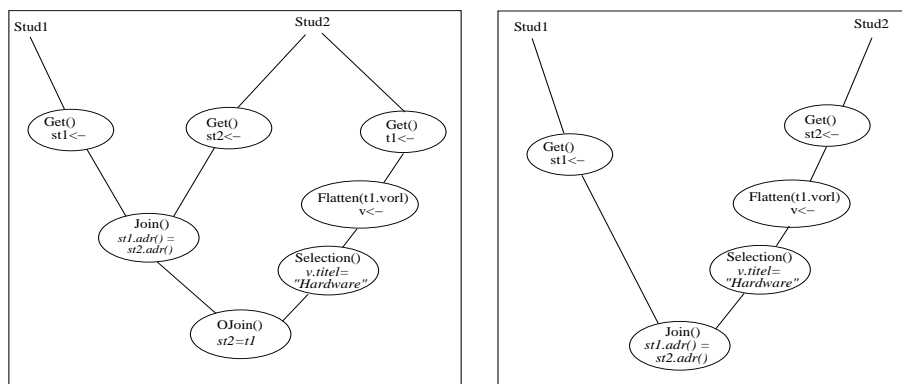 Stud1
Stud2
Get()
st1<–
Get()
st2<–
Get()
t1<–
Flatten(t1.vorl)
v<–
Join()
st1.adr() =
st2.adr()
Selection()
v.titel=
"Hardware"
OJoin()
st2=t1
Stud1
Stud2
Get()
st2<–
Get()
st1<–
Flatten(t1.vorl)
v<–
Selection()
v.titel=
"Hardware"
Join()
st1.adr() =
st2.adr()